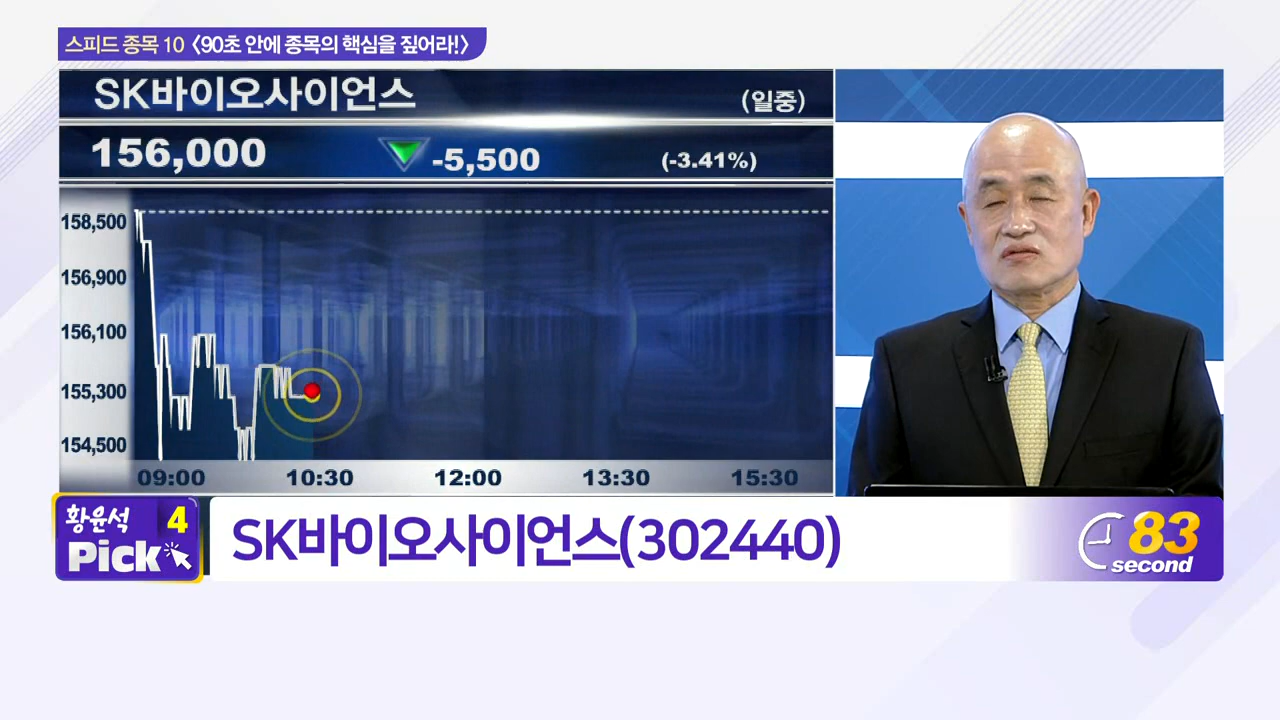 스피드 종목 10 <90초 안에 종목의 핵심을 짚어라!>
SK바이오사이언스
(일중)
156,000
-5,500
(-3.41%)
158,500
156,900
156,100
155,300
154,500
09:00
10:30
12:00
13:30
15:30
황윤석
4
Pick
SK바이오사이언스(302440)
83
second